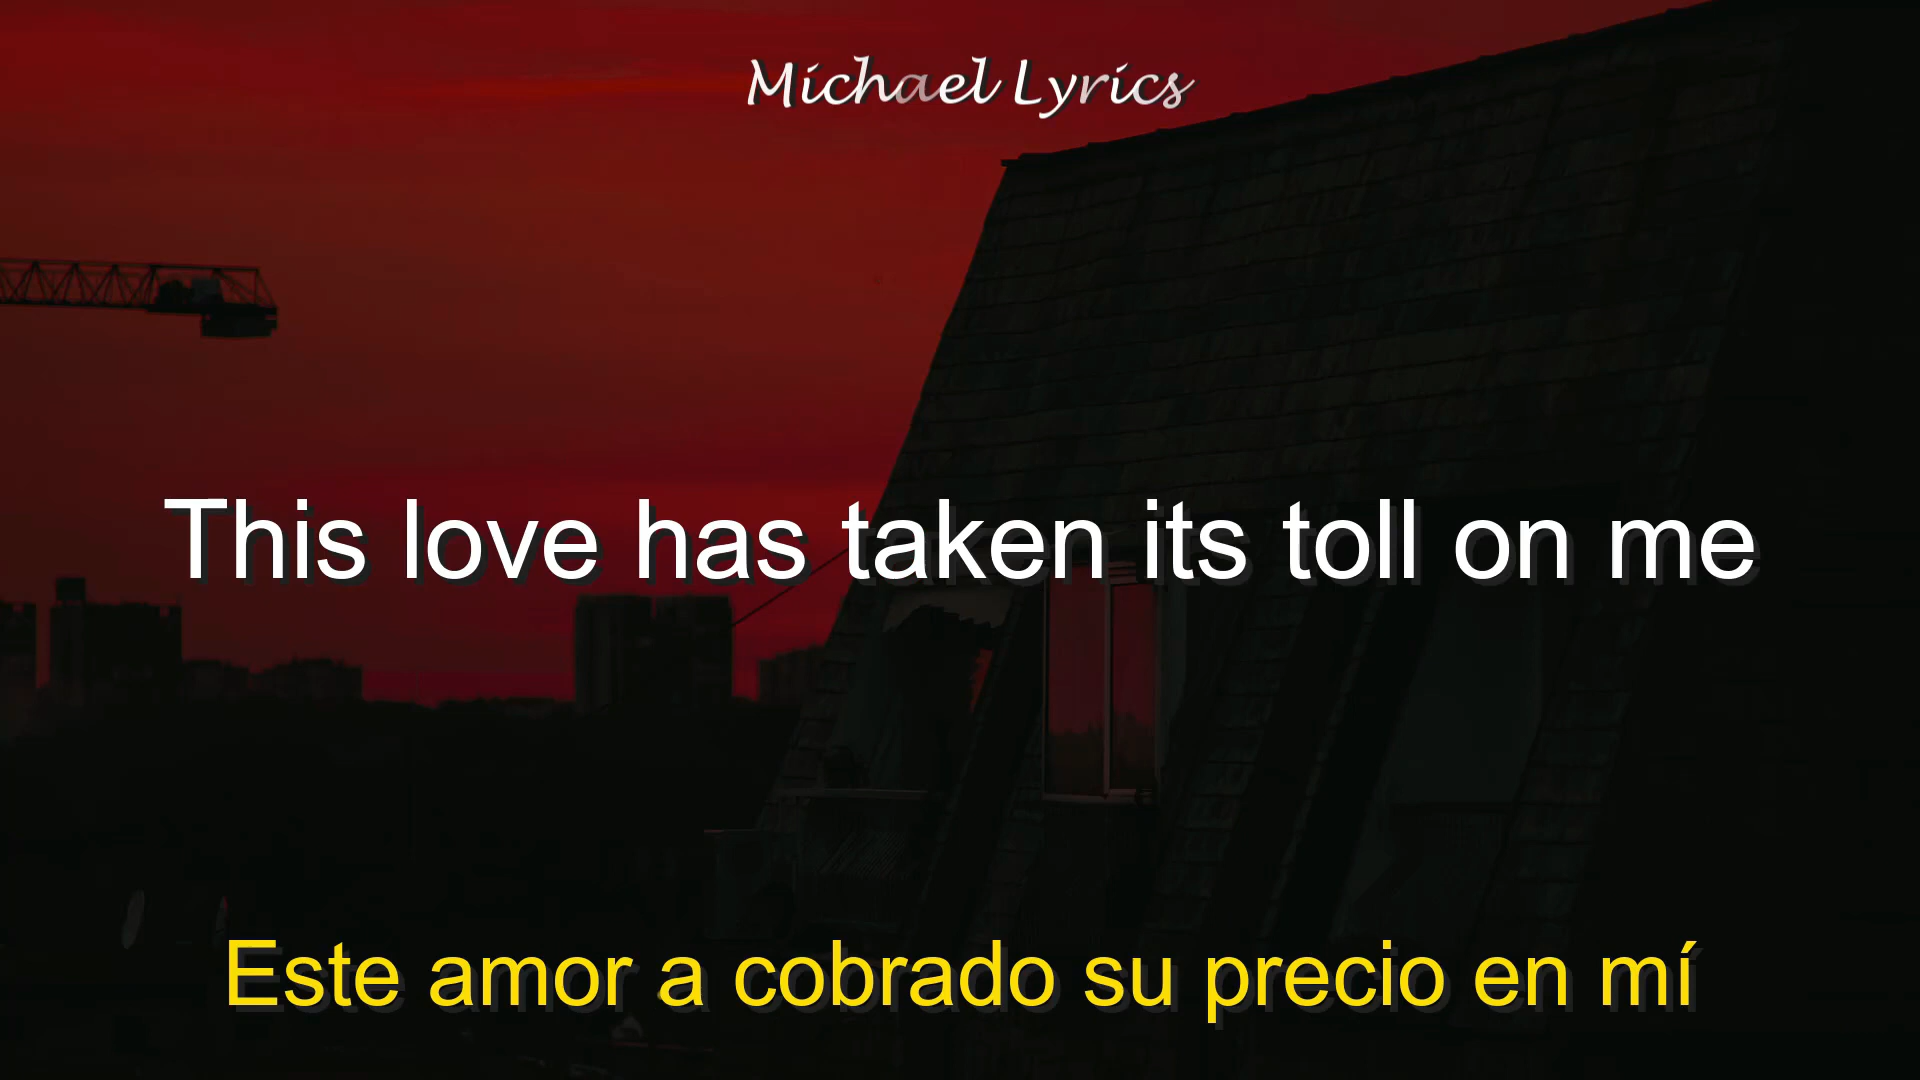 Michael Lyrics
This love has taken its toll on me
Este amor a cobrado su precio en mí